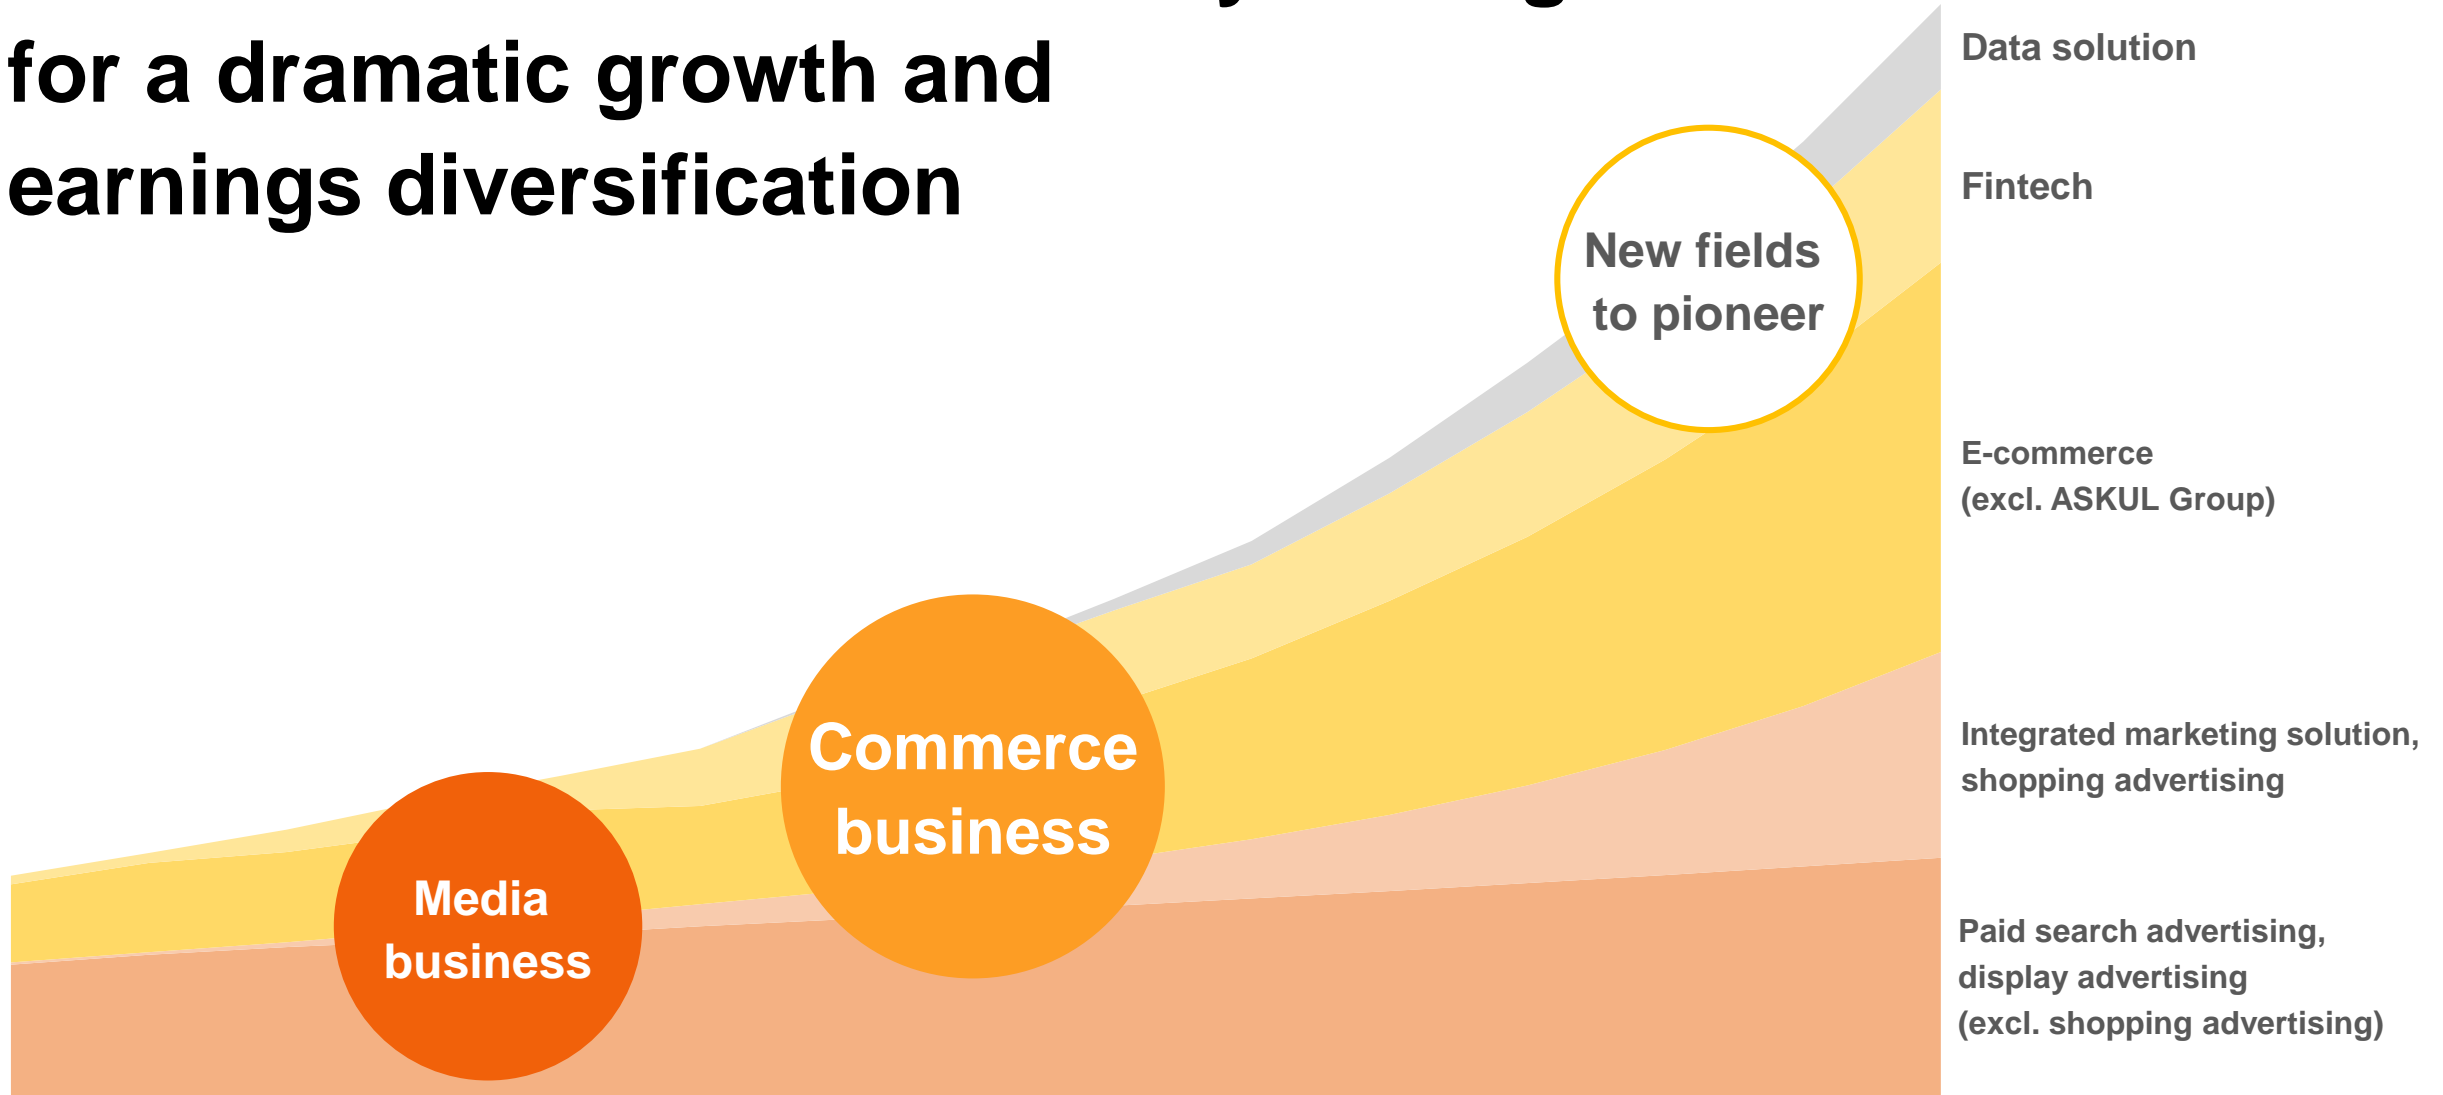 for a dramatic growth and
earnings diversification
Data solution
Fintech
New fields
to pioneer
E-commerce
(excl. ASKUL Group)
Commerce
business
Integrated marketing solution,
shopping advertising
Media
business
Paid search advertising,
display advertising
(excl. shopping advertising)